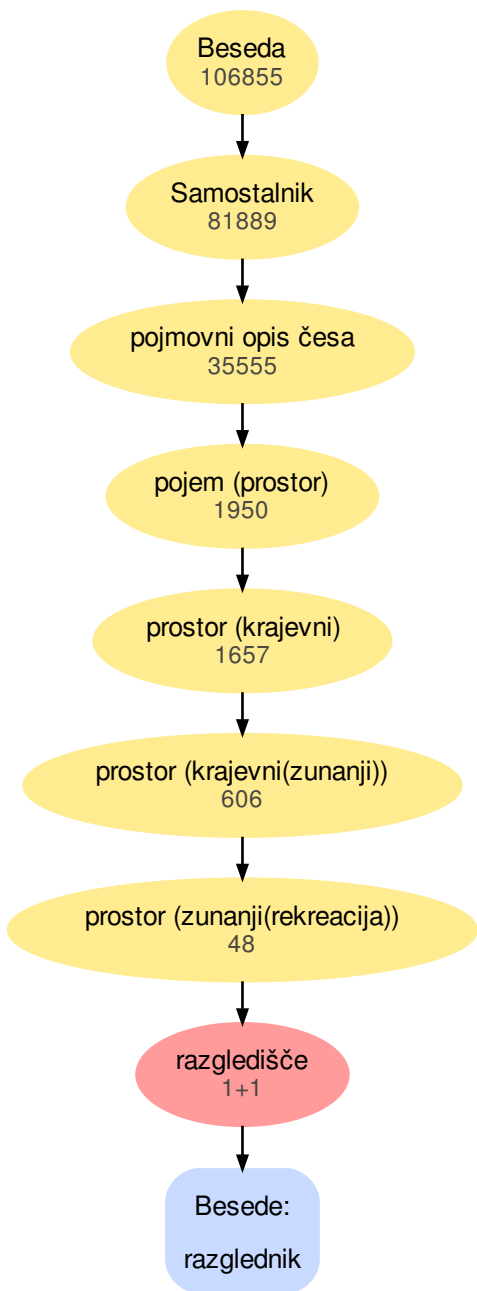 Beseda
106855
Samostalnik
81889
pojmovni opis česa
35555
pojem (prostor)
1950
prostor (krajevni)
1657
prostor (krajevni(zunanji))
606
prostor (zunanji(rekreacija))
48
razgledišče
1+1
Besede:
razglednik